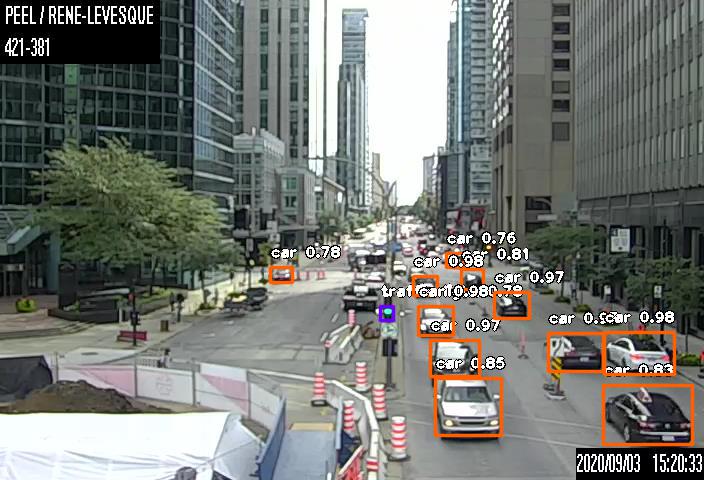 PEEL / RENE-LEVESQUE
421-381
car 0.76
car 0.78
0.81
car 0.98
car 0.97
car 0.97
car 0.98
car 0.85
car 0.83
2020/09/03 15:20:33